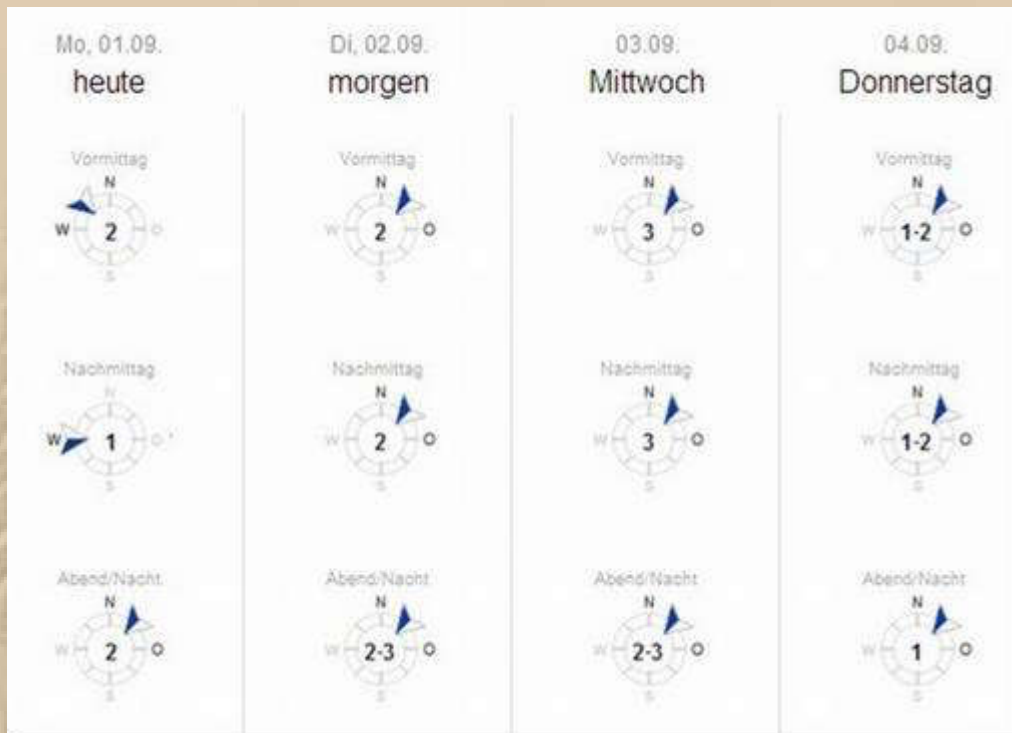 Mo, 01.09.
heute
Vormittag
N
W 2 O
S
Nachmittag
N
W 1 O
S
Abend/Nacht
N
W 2 O
S
Di, 02.09.
morgen
Vormittag
N
W 2 O
S
Nachmittag
N
W 2 O
S
Abend/Nacht
N
W 2-3 O
S
03.09.
Mittwoch
Vormittag
N
W 3 O
S
Nachmittag
N
W 3 O
S
Abend/Nacht
N
W 2-3 O
S
04.09.
Donnerstag
Vormittag
N
W 1-2 O
S
Nachmittag
N
W 1-2 O
S
Abend/Nacht
N
W 1 O
S